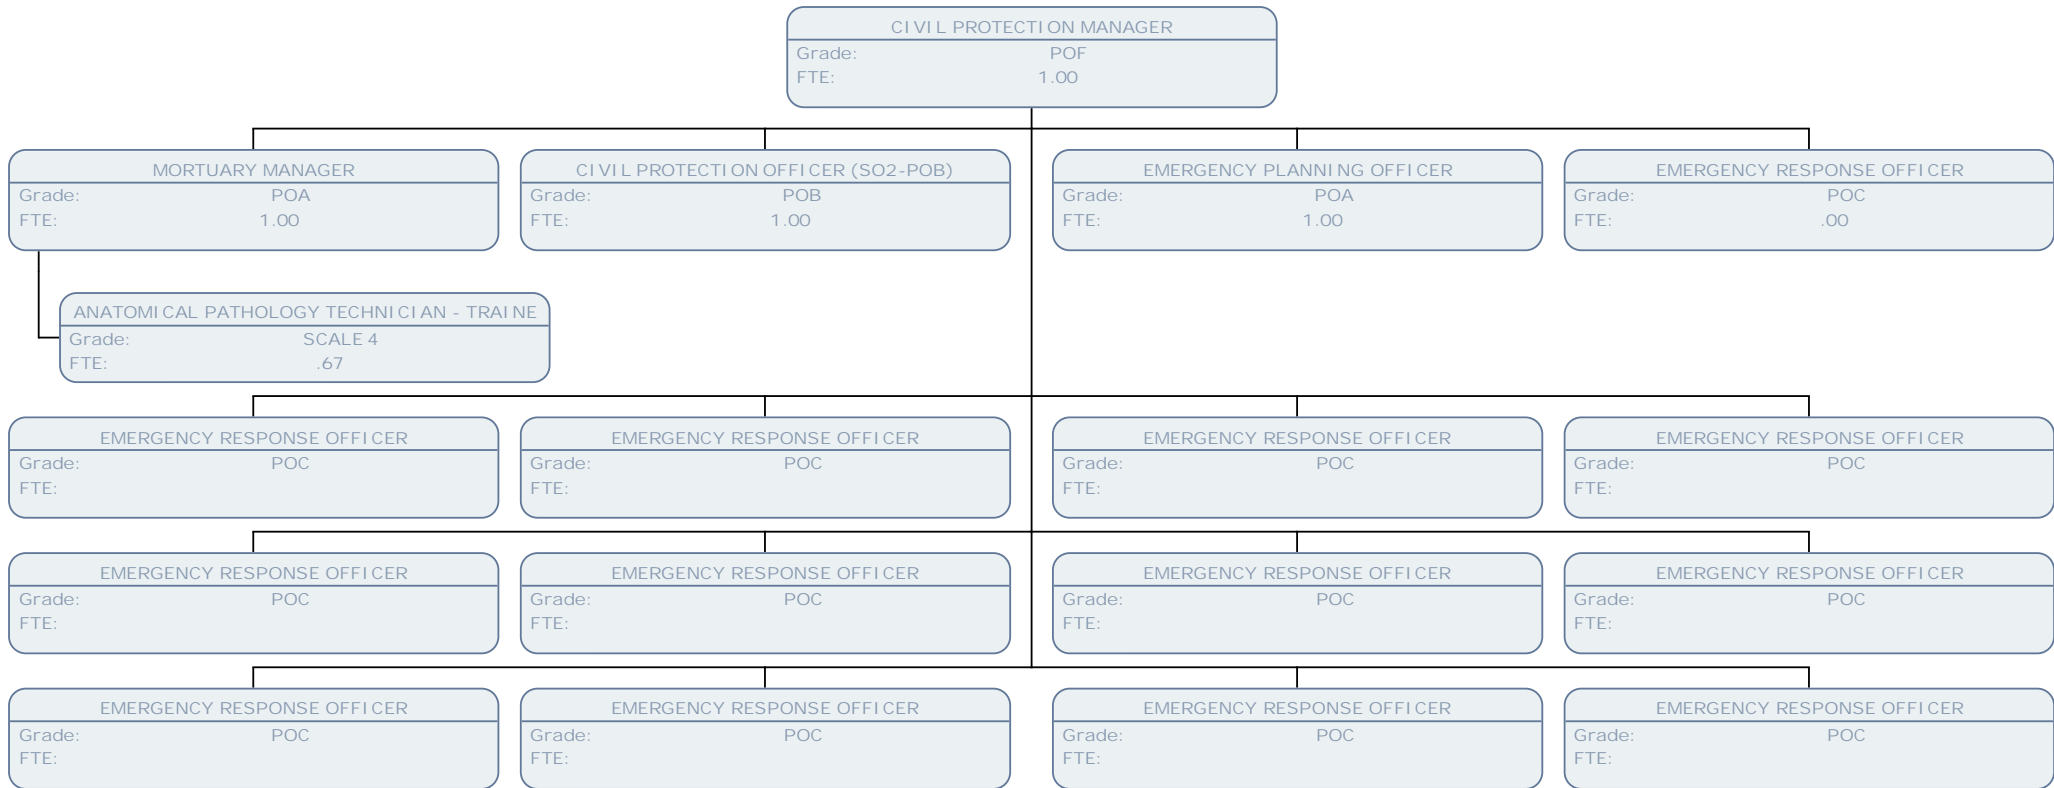 CIVIL PROTECTION MANAGER
Grade: POF
FTE: 1.00
MORTUARY MANAGER
Grade: POA
FTE: 1.00
CIVIL PROTECTION OFFICER (SO2-POB)
Grade: POB
FTE: 1.00
EMERGENCY PLANNING OFFICER
Grade: POA
FTE: 1.00
EMERGENCY RESPONSE OFFICER
Grade: POC
FTE: .00
ANATOMICAL PATHOLOGY TECHNICIAN - TRAINE
Grade: SCALE 4
FTE: .67
EMERGENCY RESPONSE OFFICER
Grade: POC
FTE:
EMERGENCY RESPONSE OFFICER
Grade: POC
FTE:
EMERGENCY RESPONSE OFFICER
Grade: POC
FTE:
EMERGENCY RESPONSE OFFICER
Grade: POC
FTE:
EMERGENCY RESPONSE OFFICER
Grade: POC
FTE:
EMERGENCY RESPONSE OFFICER
Grade: POC
FTE:
EMERGENCY RESPONSE OFFICER
Grade: POC
FTE:
EMERGENCY RESPONSE OFFICER
Grade: POC
FTE:
EMERGENCY RESPONSE OFFICER
Grade: POC
FTE:
EMERGENCY RESPONSE OFFICER
Grade: POC
FTE:
EMERGENCY RESPONSE OFFICER
Grade: POC
FTE:
EMERGENCY RESPONSE OFFICER
Grade: POC
FTE: